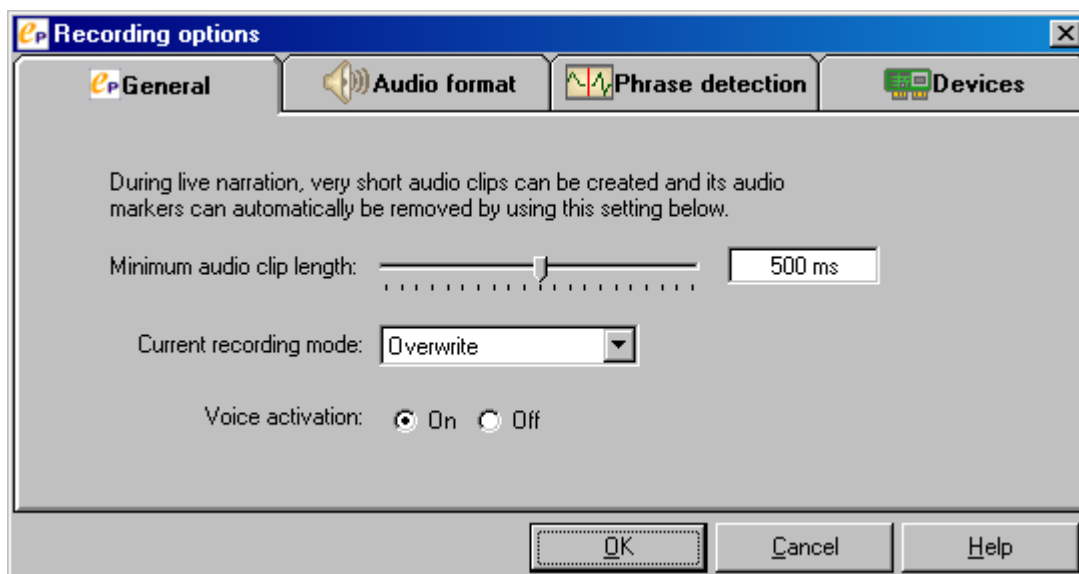 eP Recording options
eP General Audio format Phrase detection Devices
During live narration, very short audio clips can be created and its audio
markers can automatically be removed by using this setting below.
Minimum audio clip length: 500 ms
Current recording mode: Overwrite
Voice activation: On Off
OK Cancel Help